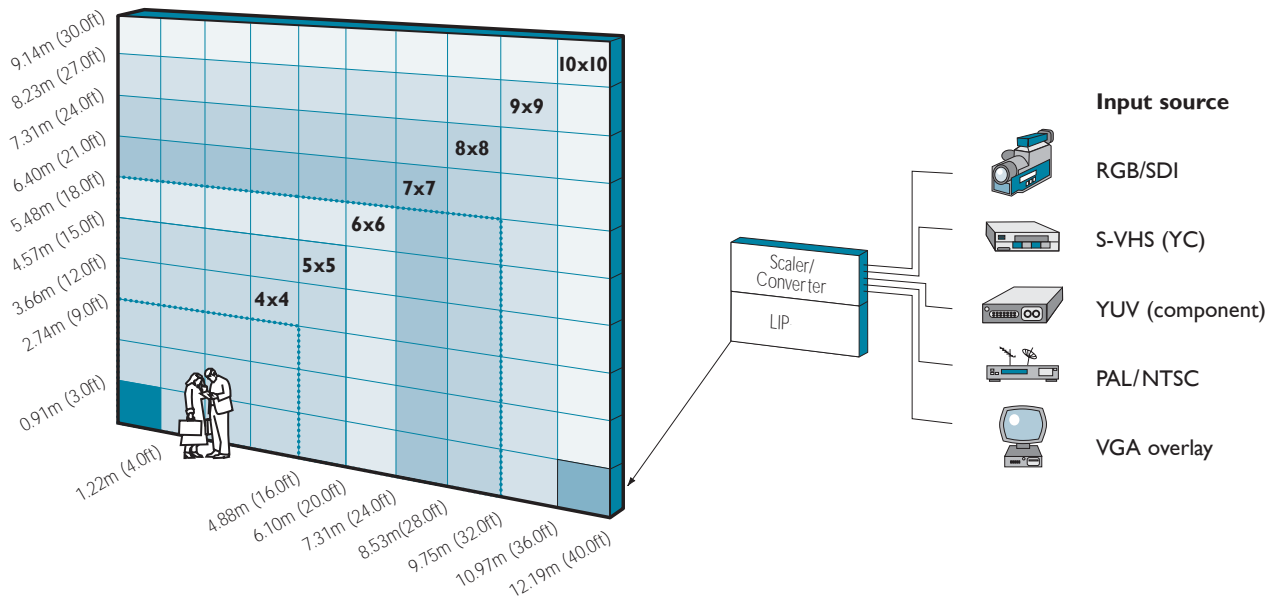 9.14m (30.0ft)
8.23m (27.0ft)
7.31m (24.0ft)
6.40m (21.0ft)
5.48m (18.0ft)
4.57m (15.0ft)
3.66m (12.0ft)
2.74m (9.0ft)
0.91m (3.0ft)
10x10
9x9
8x8
7x7
6x6
5x5
4x4
1.22m (4.0ft)
4.88m (16.0ft)
6.10m (20.0ft)
7.31m (24.0ft)
8.53m(28.0ft)
9.75m (32.0ft)
10.97m (36.0ft)
12.19m (40.0ft)
Scaler/
Converter
LIP
Input source
RGB/SDI
S-VHS (YC)
YUV (component)
PAL/NTSC
VGA overlay